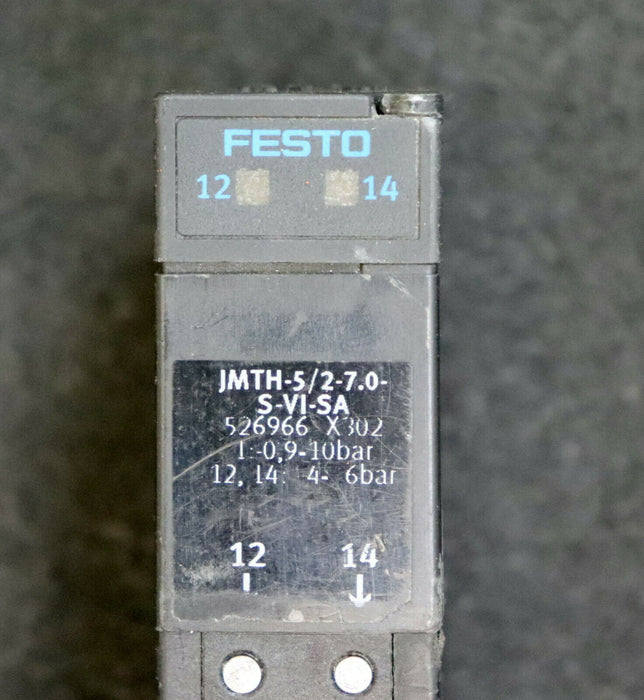 FESTO
12 14
JMTH-5/2-7.0-
S-VI-SA
526966 X302
1:-0,9-10bar
12, 14: 4- 6bar
12 14